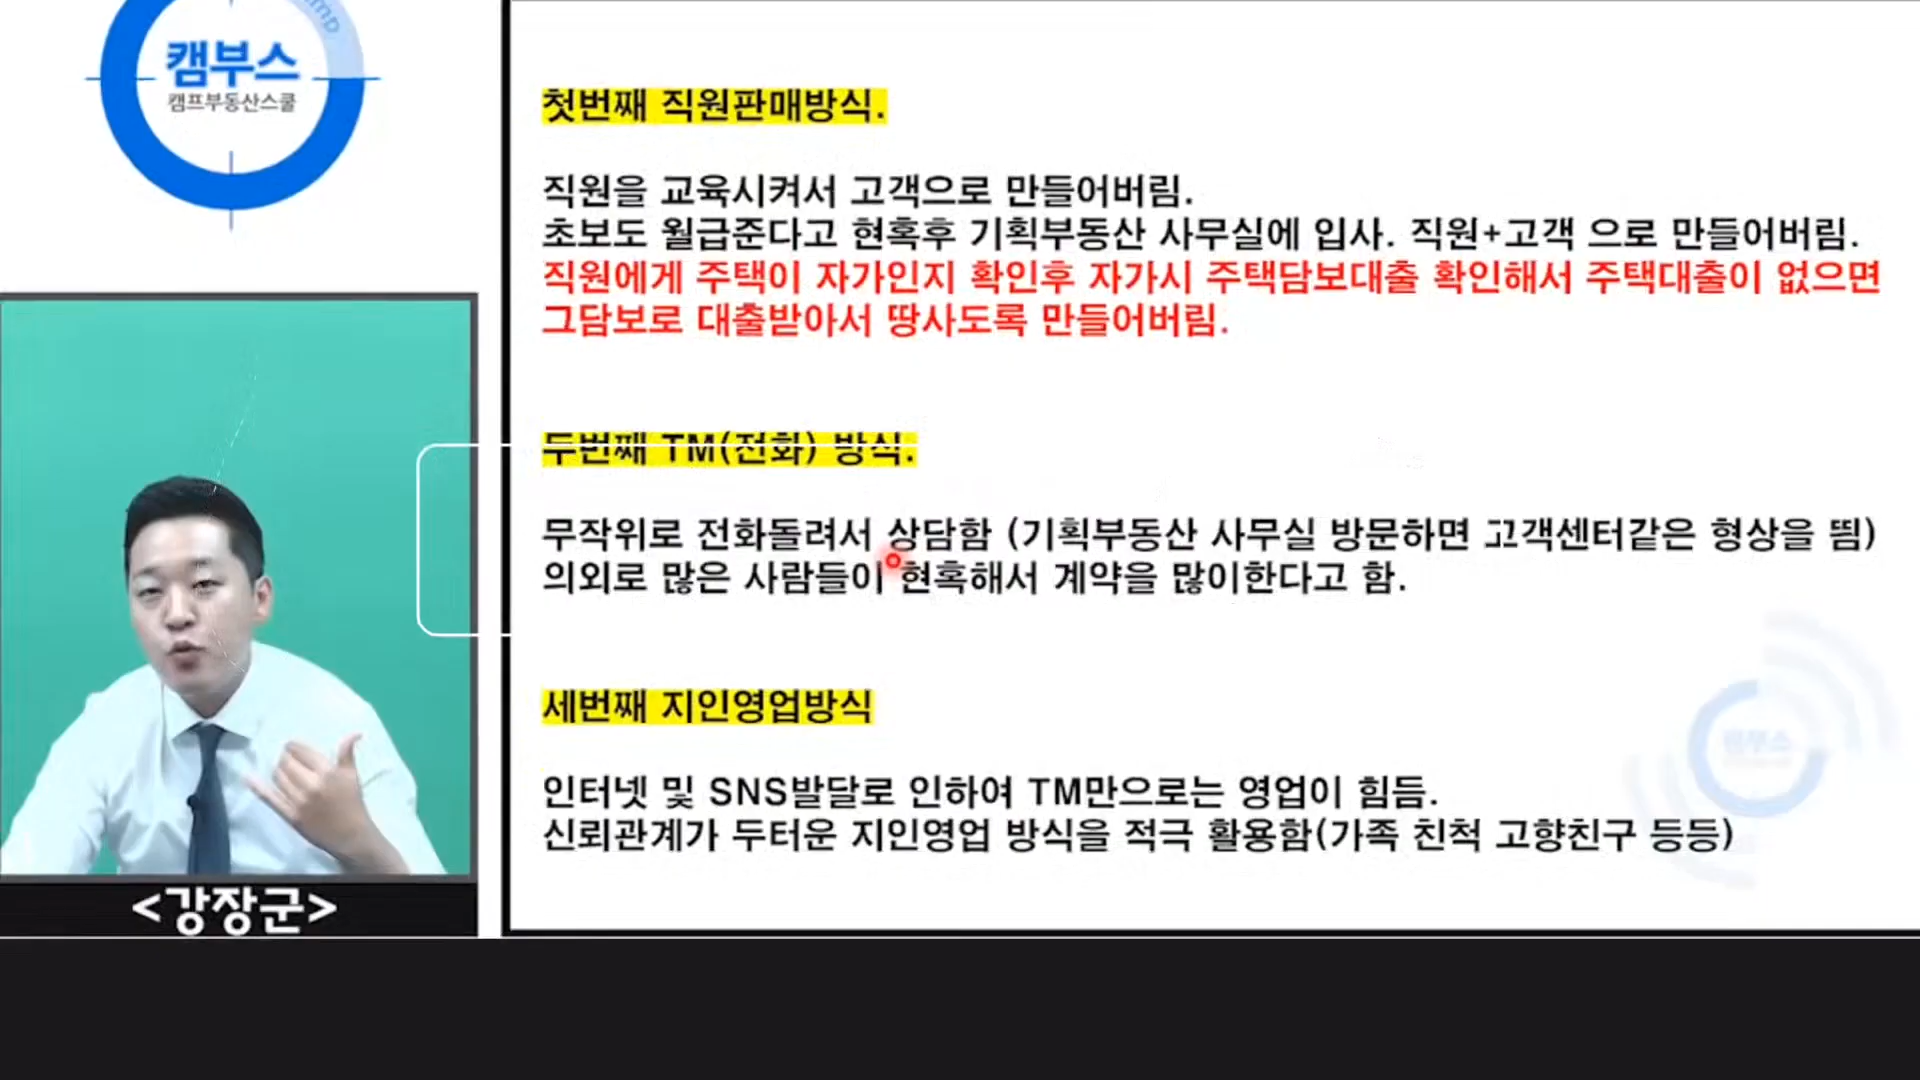 캠부스
캠프부동산스쿨
첫번째 직원판매방식.
직원을 교육시켜서 고객으로 만들어버림.
초보도 월급준다고 현혹후 기획부동산 사무실에 입사. 직원+고객 으로 만들어버림.
직원에게 주택이 자가인지 확인후 자가시 주택담보대출 확인해서 주택대출이 없으면
그담보로 대출받아서 땅사도록 만들어버림.
두번째 TM(전화) 방식.
무작위로 전화돌려서 상담함 (기획부동산 사무실 방문하면 고객센터같은 형상을 띔)
의외로 많은 사람들이 현혹해서 계약을 많이한다고 함.
세번째 지인영업방식
인터넷 및 SNS발달로 인하여 TM만으로는 영업이 힘듬.
신뢰관계가 두터운 지인영업 방식을 적극 활용함(가족 친척 고향친구 등등)
<강장군>